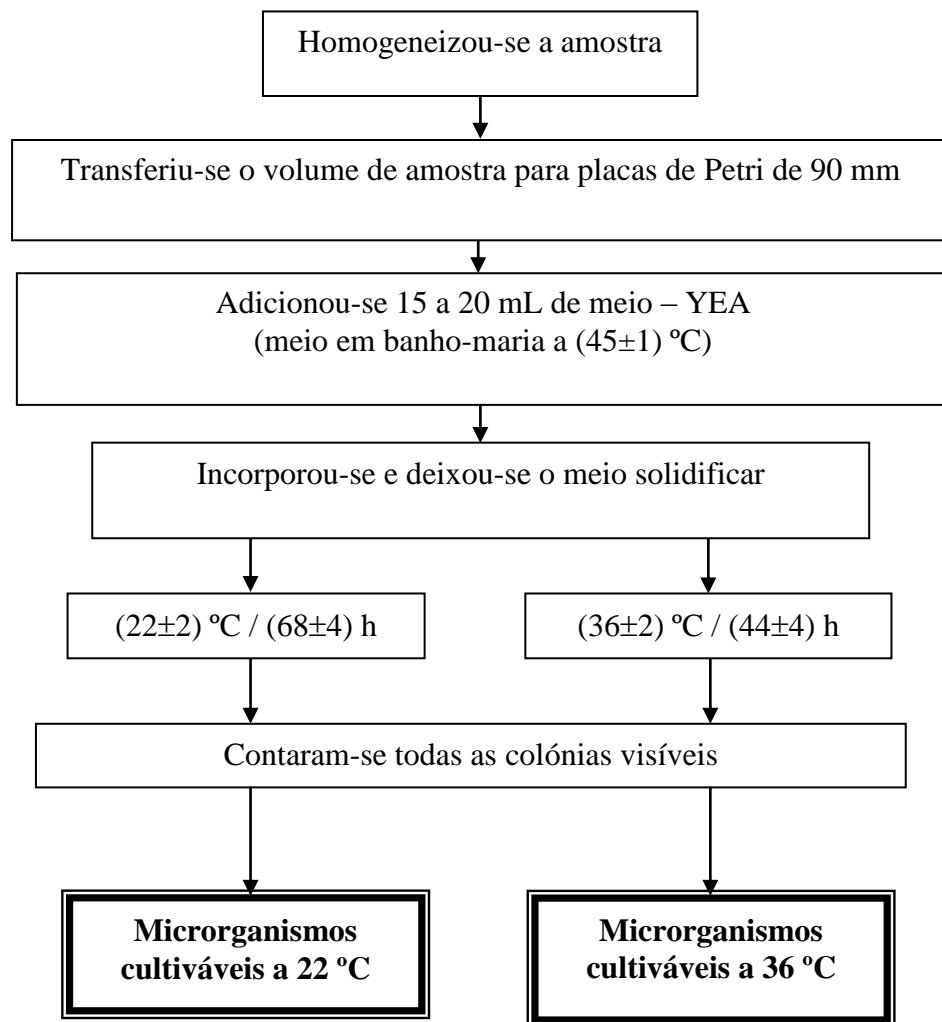 Homogeneizou-se a amostra
Transferiu-se o volume de amostra para placas de Petri de 90 mm
Adicionou-se 15 a 20 mL de meio – YEA
(meio em banho-maria a (45±1) ºC)
Incorporou-se e deixou-se o meio solidificar
(22±2) ºC / (68±4) h
(36±2) ºC / (44±4) h
Contaram-se todas as colónias visíveis
Microrganismos
cultiváveis a 22 ºC
Microrganismos
cultiváveis a 36 ºC